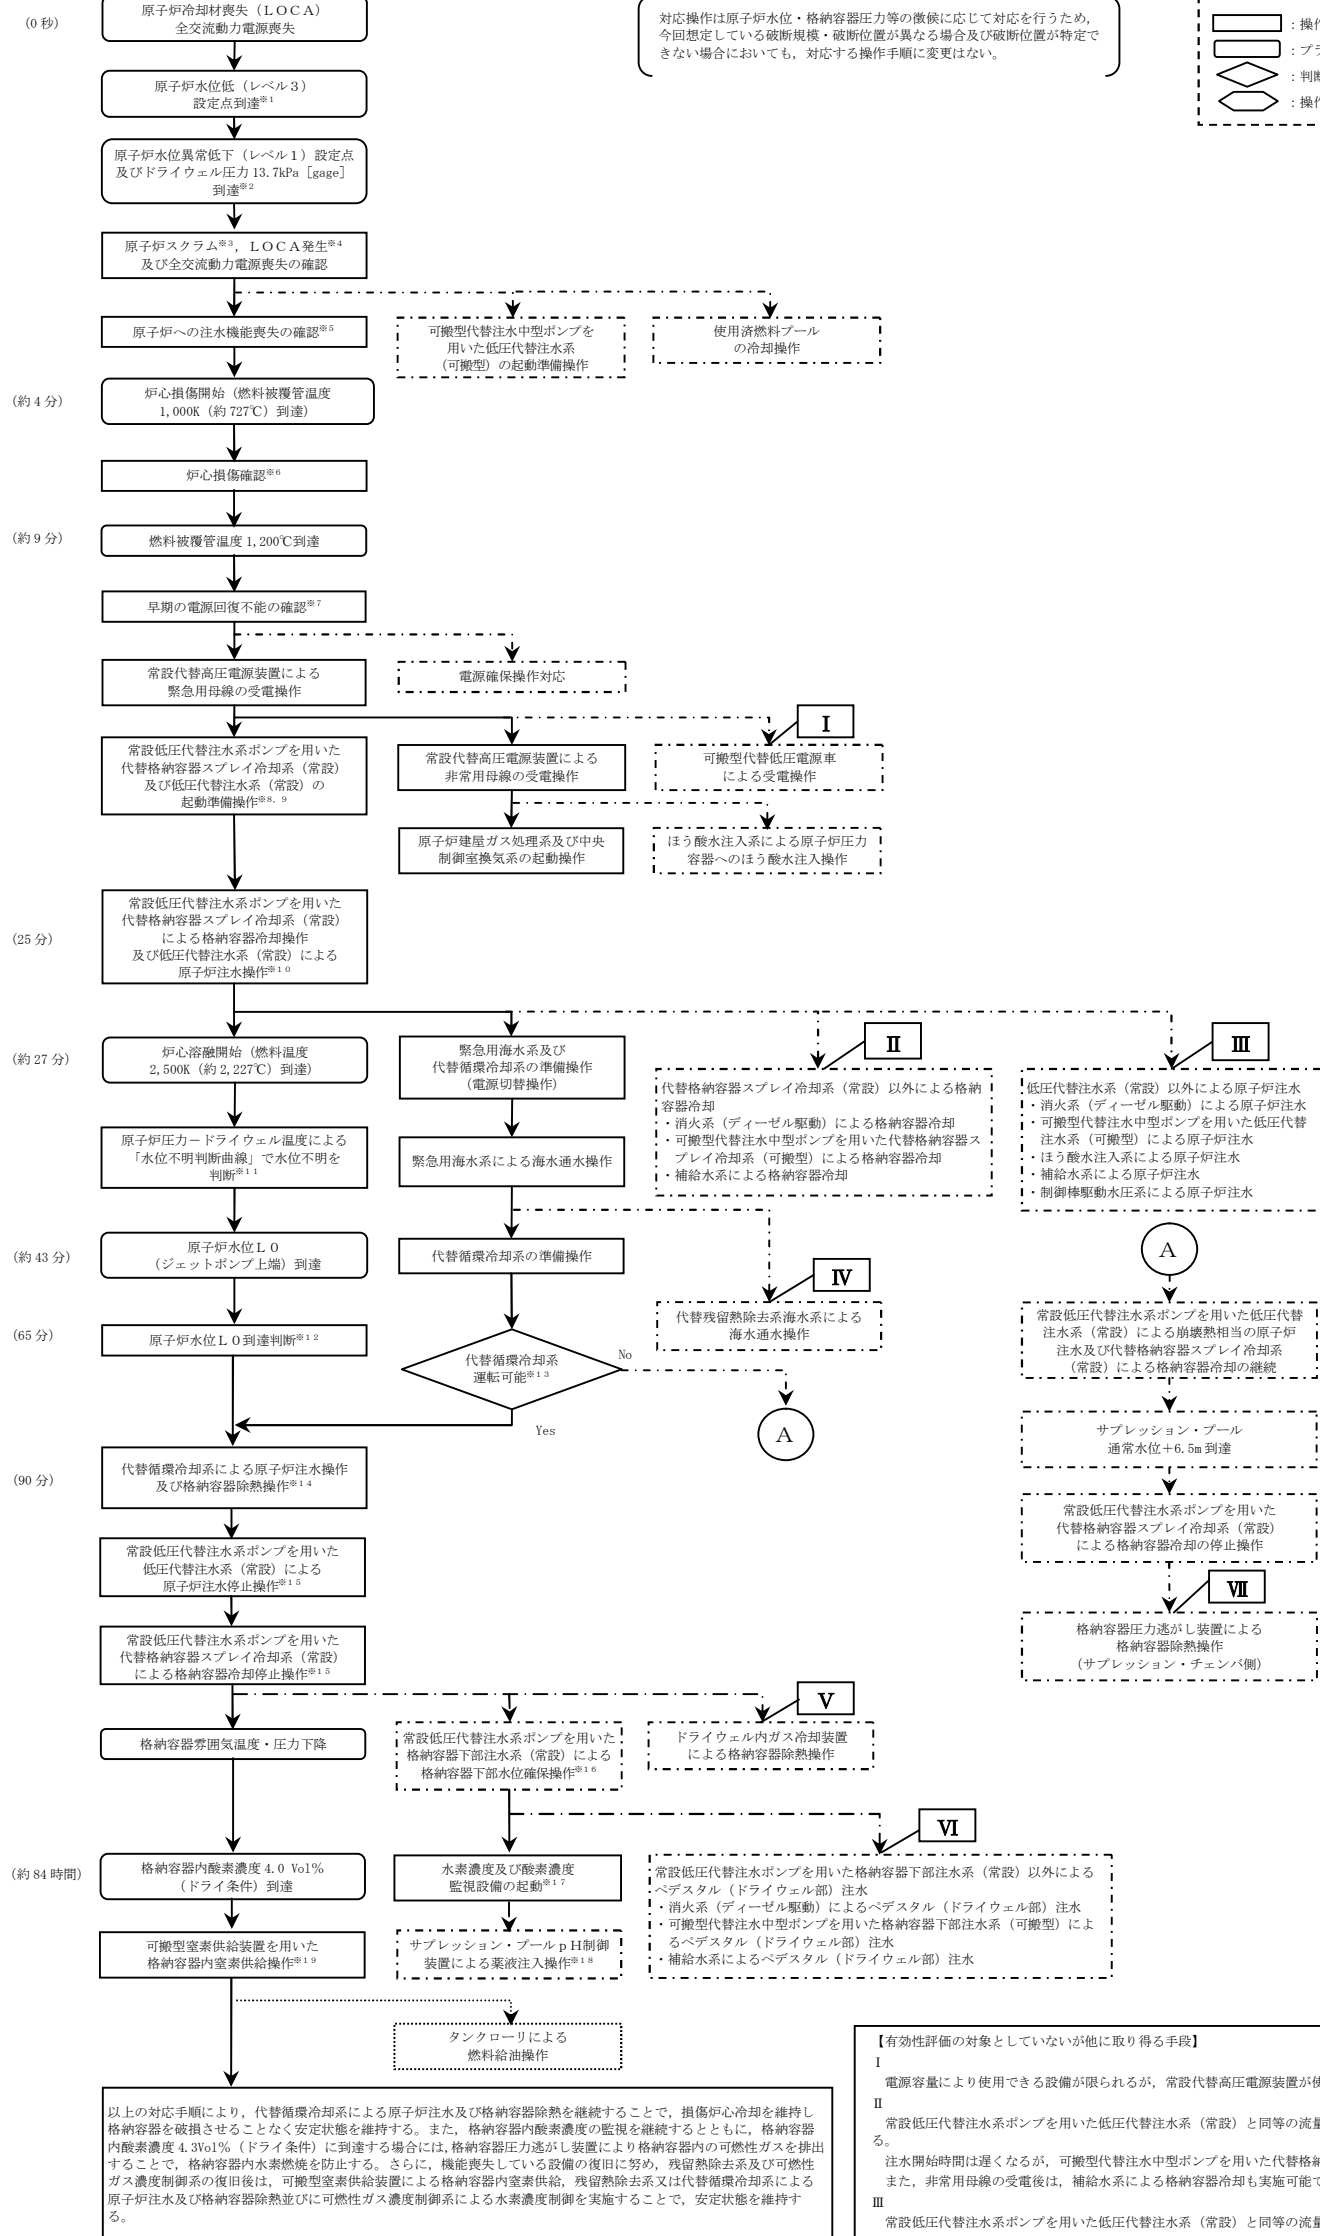 (0 秒)
原子炉冷却材喪失（ＬＯＣＡ）
全交流動力電源喪失
対応操作は原子炉水位・格納容器圧力等の徴候に応じて対応を行うため，
今回想定している破断規模・破断位置が異なる場合及び破断位置が特定で
きない場合においても，対応する操作手順に変更はない。
：操作
：プラ
：判断
：操作
原子炉水位低（レベル３）
設定点到達※１
原子炉水位異常低下（レベル１）設定点
及びドライウェル圧力 13.7kPa［gage］
到達※２
原子炉スクラム※３，ＬＯＣＡ発生※４
及び全交流動力電源喪失の確認
原子炉への注水機能喪失の確認※５
可搬型代替注水中型ポンプを
用いた低圧代替注水系
（可搬型）の起動準備操作
使用済燃料プール
の冷却操作
(約 4 分)
炉心損傷開始（燃料被覆管温度
1,000K（約 727℃）到達）
炉心損傷確認※６
(約 9 分)
燃料被覆管温度 1,200℃到達
早期の電源回復不能の確認※７
常設代替高圧電源装置による
緊急用母線の受電操作
電源確保操作対応
Ⅰ
常設低圧代替注水系ポンプを用いた
代替格納容器スプレイ冷却系（常設）
及び低圧代替注水系（常設）の
起動準備操作※８，９
常設代替高圧電源装置による
非常用母線の受電操作
可搬型代替低圧電源車
による受電操作
原子炉建屋ガス処理系及び中央
制御室換気系の起動操作
ほう酸水注入系による原子炉圧力
容器へのほう酸水注入操作
(25 分)
常設低圧代替注水系ポンプを用いた
代替格納容器スプレイ冷却系（常設）
による格納容器冷却操作
及び低圧代替注水系（常設）による
原子炉注水操作※１０
(約 27 分)
炉心溶融開始（燃料温度
2,500K（約 2,227℃）到達）
緊急用海水系及び
代替循環冷却系の準備操作
（電源切替操作）
Ⅱ
代替格納容器スプレイ冷却系（常設）以外による格納
容器冷却
・消火系（ディーゼル駆動）による格納容器冷却
・可搬型代替注水中型ポンプを用いた代替格納容器ス
プレイ冷却系（可搬型）による格納容器冷却
・補給水系による格納容器冷却
Ⅲ
低圧代替注水系（常設）以外による原子炉注水
・消火系（ディーゼル駆動）による原子炉注水
・可搬型代替注水中型ポンプを用いた低圧代替
注水系（可搬型）による原子炉注水
・ほう酸水注入系による原子炉注水
・補給水系による原子炉注水
・制御棒駆動水圧系による原子炉注水
原子炉圧力－ドライウェル温度による
「水位不明判断曲線」で水位不明を
判断※１１
緊急用海水系による海水通水操作
(約 43 分)
原子炉水位Ｌ０
（ジェットポンプ上端）到達
代替循環冷却系の準備操作
Ⅳ
代替残留熱除去系海水系による
海水通水操作
Ａ
常設低圧代替注水系ポンプを用いた低圧代替
注水系（常設）による崩壊熱相当の原子炉
注水及び代替格納容器スプレイ冷却系
（常設）による格納容器冷却の継続
(65 分)
原子炉水位Ｌ０到達判断※１２
代替循環冷却系
運転可能※１３
No
Yes
Ａ
サプレッション・プール
通常水位＋6.5m 到達
(90 分)
代替循環冷却系による原子炉注水操作
及び格納容器除熱操作※１４
常設低圧代替注水系ポンプを用いた
代替格納容器スプレイ冷却系（常設）
による格納容器冷却の停止操作
常設低圧代替注水系ポンプを用いた
低圧代替注水系（常設）による
原子炉注水停止操作※１５
Ⅶ
格納容器圧力逃がし装置による
格納容器除熱操作
（サプレッション・チェンバ側）
常設低圧代替注水系ポンプを用いた
代替格納容器スプレイ冷却系（常設）
による格納容器冷却停止操作※１５
Ⅴ
格納容器雰囲気温度・圧力下降
常設低圧代替注水系ポンプを用いた
格納容器下部注水系（常設）による
格納容器下部水位確保操作※１６
ドライウェル内ガス冷却装置
による格納容器除熱操作
Ⅵ
(約 84 時間)
格納容器内酸素濃度 4.0 Vol%
（ドライ条件）到達
水素濃度及び酸素濃度
監視設備の起動※１７
常設低圧代替注水ポンプを用いた格納容器下部注水系（常設）以外による
ペデスタル（ドライウェル部）注水
・消火系（ディーゼル駆動）によるペデスタル（ドライウェル部）注水
・可搬型代替注水中型ポンプを用いた格納容器下部注水系（可搬型）によ
るペデスタル（ドライウェル部）注水
・補給水系によるペデスタル（ドライウェル部）注水
可搬型窒素供給装置を用いた
格納容器内窒素供給操作※１９
サプレッション・プールｐＨ制御
装置による薬液注入操作※１８
タンクローリによる
燃料給油操作
以上の対応手順により，代替循環冷却系による原子炉注水及び格納容器除熱を継続することで，損傷炉心冷却を維持し
格納容器を破損させることなく安定状態を維持する。また，格納容器内酸素濃度の監視を継続するとともに，格納容器
内酸素濃度 4.3Vol%（ドライ条件）に到達する場合には，格納容器圧力逃がし装置により格納容器内の可燃性ガスを排出
することで，格納容器内水素燃焼を防止する。さらに，機能喪失している設備の復旧に努め，残留熱除去系及び可燃性
ガス濃度制御系の復旧後は，可搬型窒素供給装置による格納容器内窒素供給，残留熱除去系又は代替循環冷却系による
原子炉注水及び格納容器除熱並びに可燃性ガス濃度制御系による水素濃度制御を実施することで，安定状態を維持す
る。
【有効性評価の対象としていないが他に取り得る手段】
Ⅰ
電源容量により使用できる設備が限られるが，常設代替高圧電源装置が使
Ⅱ
常設低圧代替注水系ポンプを用いた低圧代替注水系（常設）と同等の流量
る。
注水開始時間は遅くなるが，可搬型代替注水中型ポンプを用いた代替格納
また，非常用母線の受電後は，補給水系による格納容器冷却も実施可能で
Ⅲ
常設低圧代替注水系ポンプを用いた低圧代替注水系（常設）と同等の流量